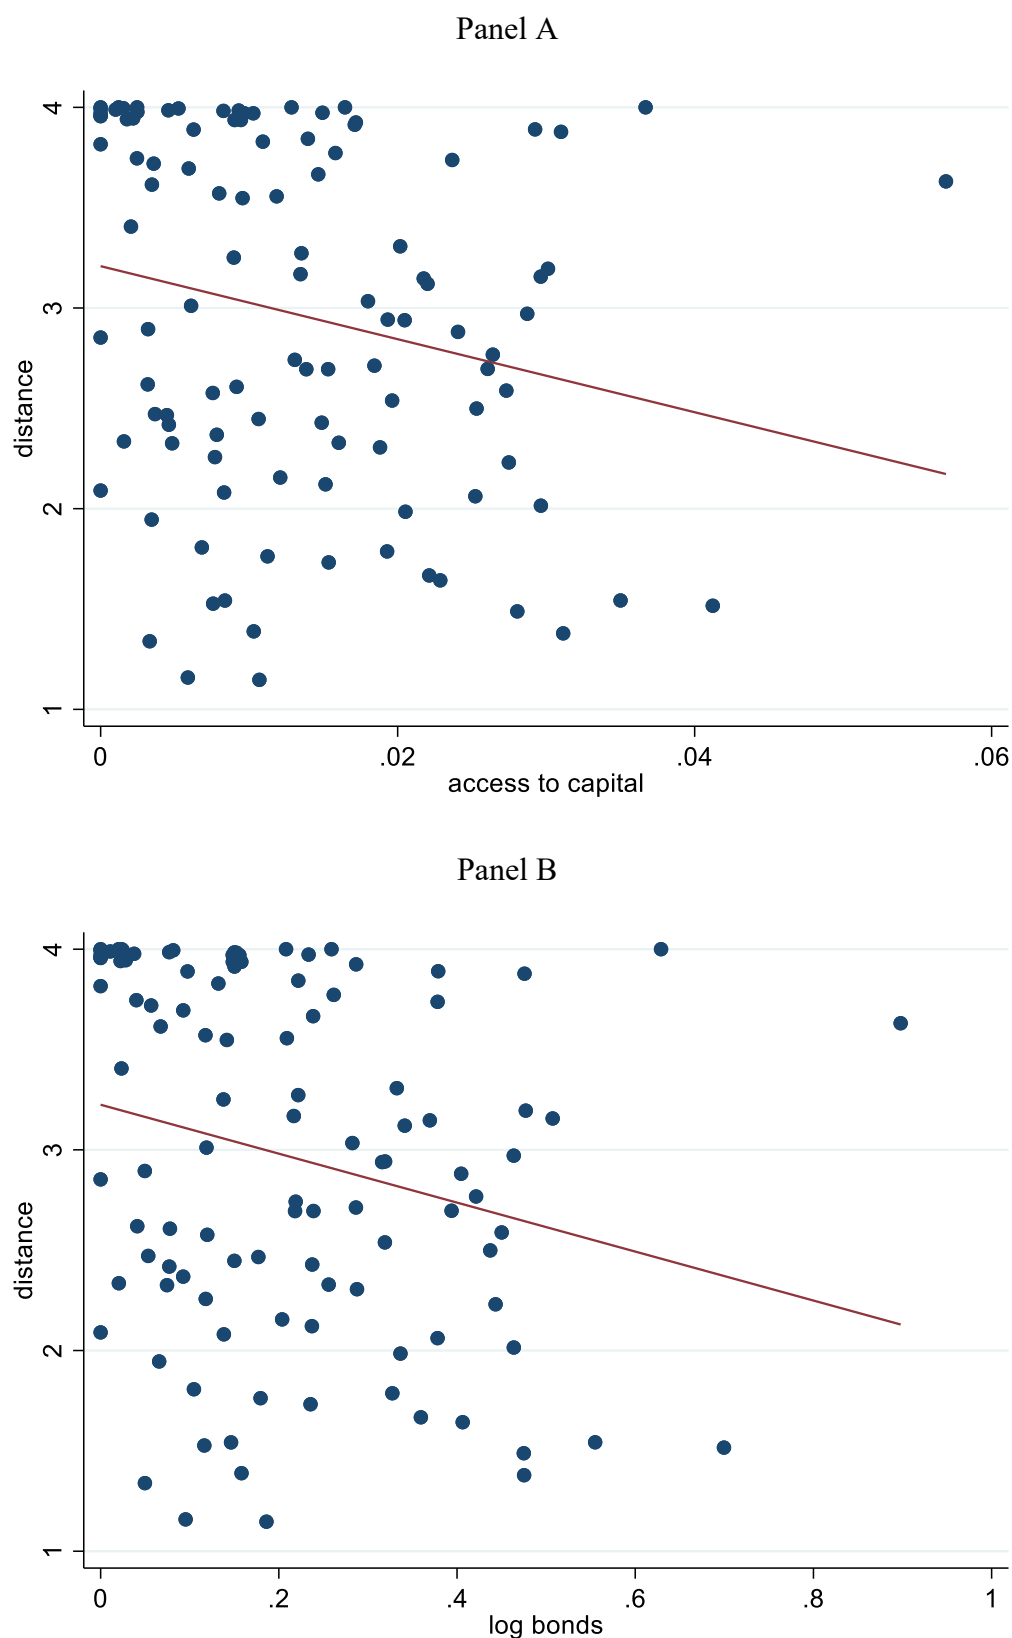 Panel A
4
3
2
1
distance
0 .02 .04 .06
access to capital
Panel B
4
3
2
1
distance
0 .2 .4 .6 .8 1
log bonds